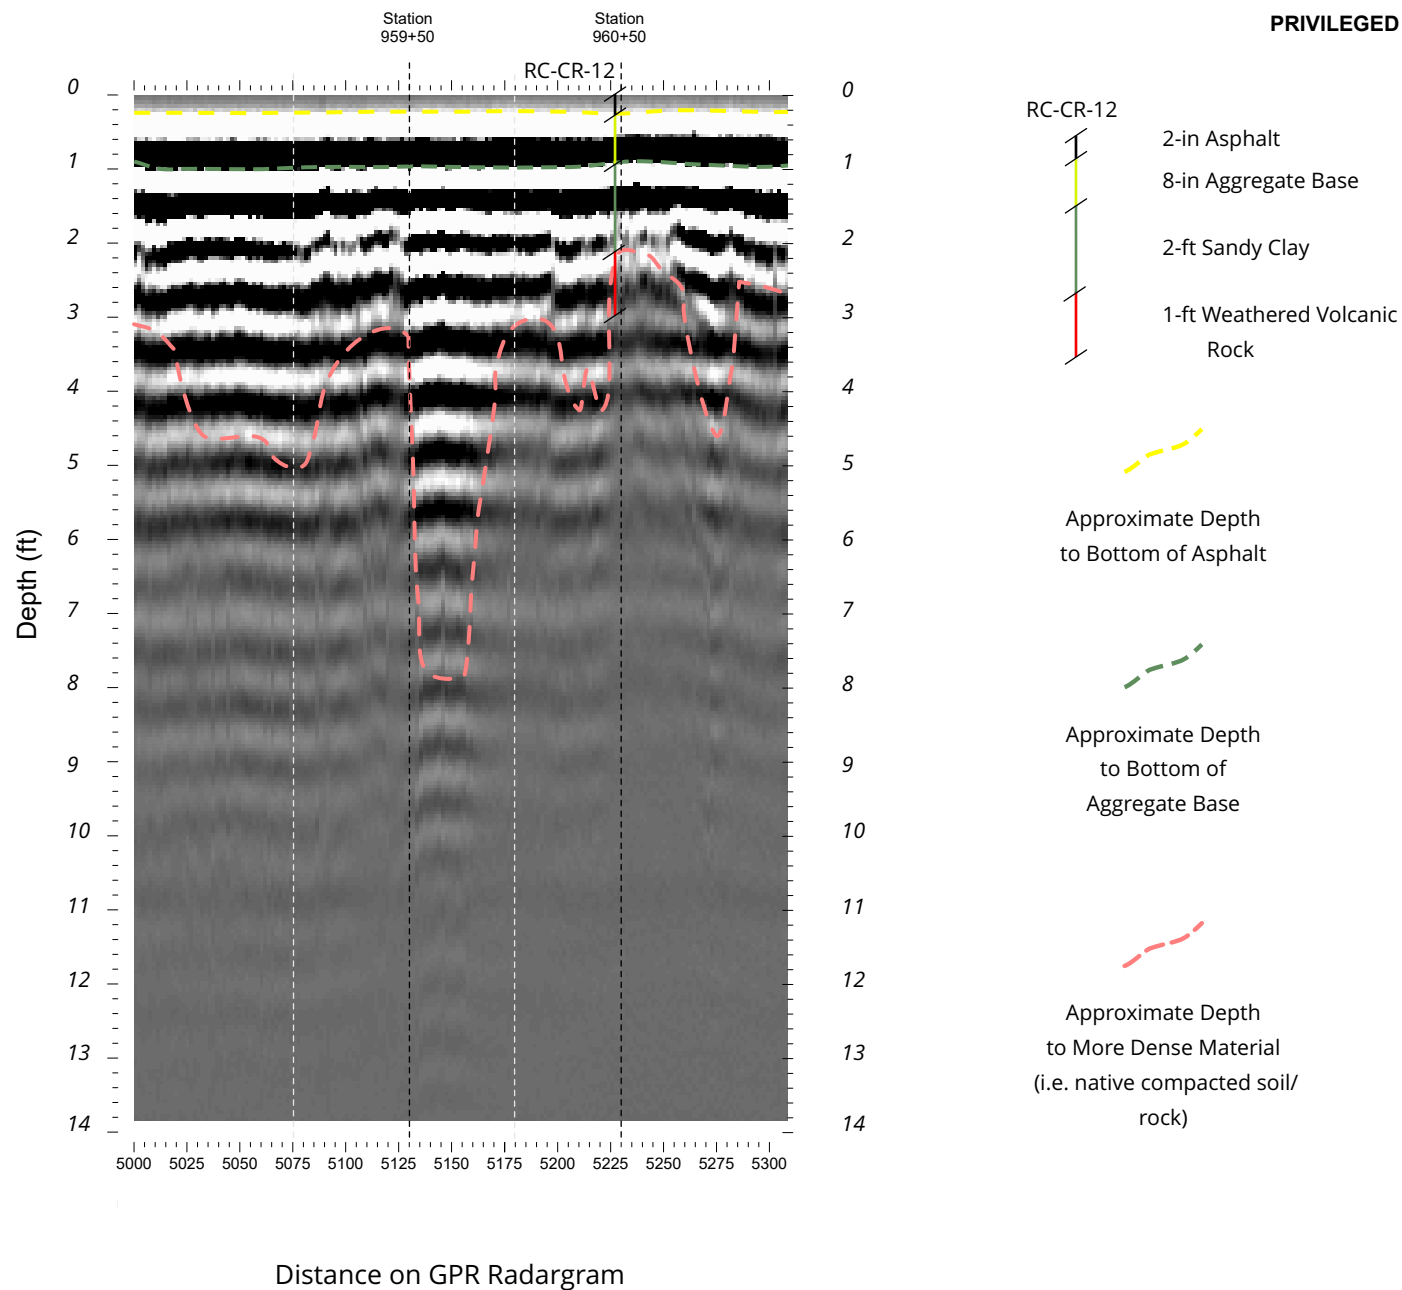 Station
959+50
Station
960+50
PRIVILEGED
RC-CR-12
0
1
2
3
4
5
6
7
8
9
10
11
12
13
14
Depth (ft)
0
1
2
3
4
5
6
7
8
9
10
11
12
13
14
5000 5025 5050 5075 5100 5125 5150 5175 5200 5225 5250 5275 5300
Distance on GPR Radargram
RC-CR-12
2-in Asphalt
8-in Aggregate Base
2-ft Sandy Clay
1-ft Weathered Volcanic
Rock
Approximate Depth
to Bottom of Asphalt
Approximate Depth
to Bottom of
Aggregate Base
Approximate Depth
to More Dense Material
(i.e. native compacted soil/
rock)